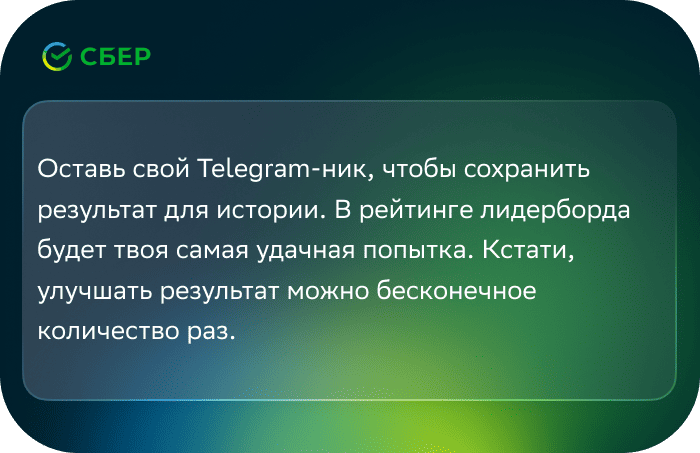 СБЕР
Оставь свой Telegram-ник, чтобы сохранить
результат для истории. В рейтинге лидерборда
будет твоя самая удачная попытка. Кстати,
улучшать результат можно бесконечное
количество раз.